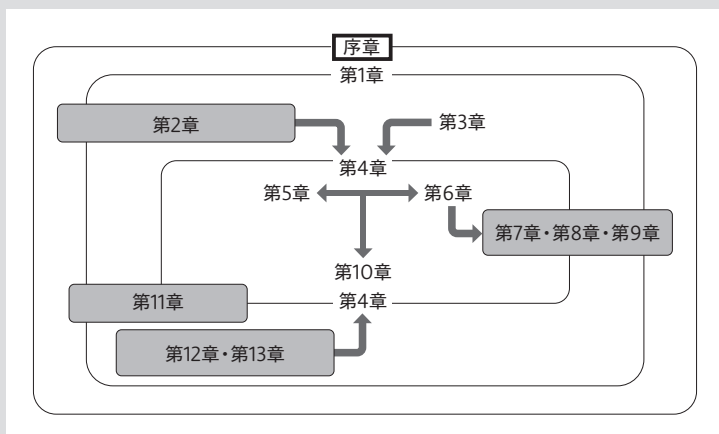 序章
第1章
第2章
第3章
第4章
第5章
第6章
第7章・第8章・第9章
第10章
第11章
第4章
第12章・第13章